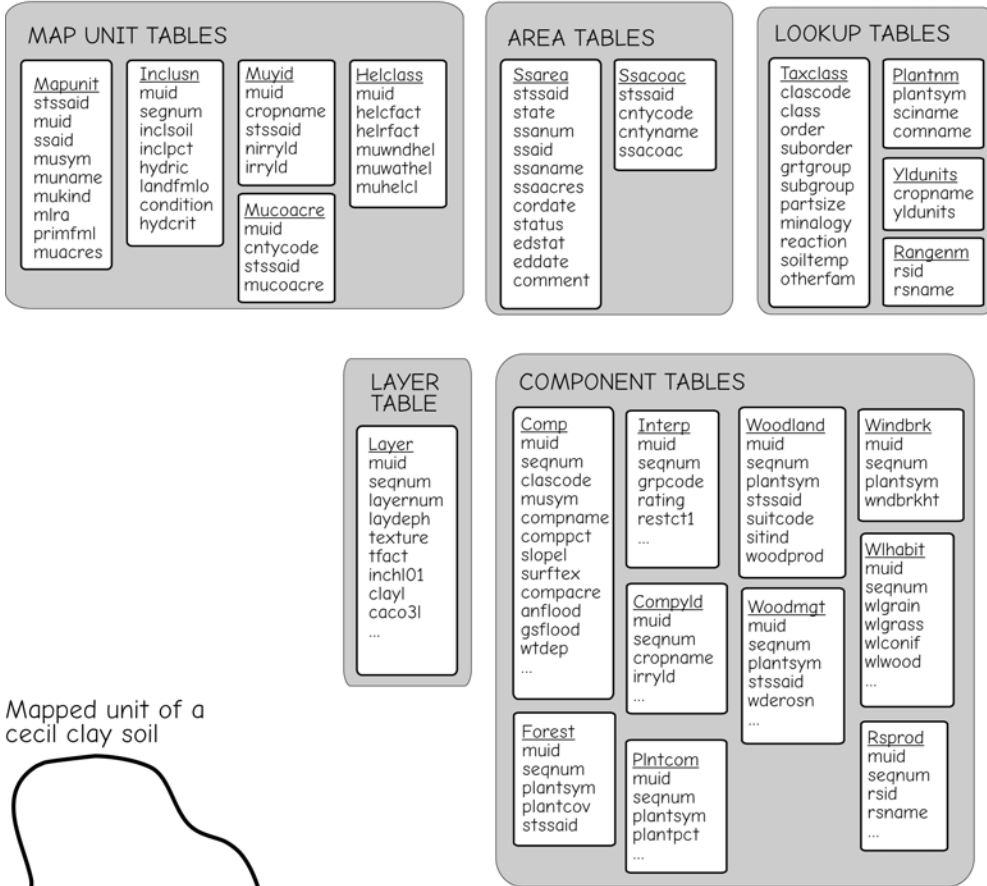 MAP UNIT TABLES
Mapunit
stssaid
muid
ssaid
musym
muname
mukind
mlra
primfml
muacres
Inclusn
muid
segnum
inclsoil
inclpct
hydric
landfmlo
condition
hydcrit
Muyid
muid
cropname
stssaid
nirryld
irryld
Mucoacre
muid
cntycode
stssaid
mucoacre
Helclass
muid
helcfact
helrfact
muwndhel
muwathel
muhelcl
AREA TABLES
Ssarea
stssaid
state
ssanum
ssaid
ssaname
ssaacres
cordate
status
edstat
eddate
comment
Ssacoac
stssaid
cntycode
cntyname
ssacoac
LOOKUP TABLES
Taxclass
clascode
class
order
suborder
grtgroup
subgroup
partsize
minalogy
reaction
soiltemp
otherfam
Plantnm
plantsym
sciname
comname
Yldunits
cropname
yldunits
Rangenm
rsid
rsname
LAYER
TABLE
Layer
muid
seqnum
layernum
laydeph
texture
tfact
inchl01
clayl
caco3l
...
COMPONENT TABLES
Comp
muid
seqnum
clascode
musym
compname
comppct
slopel
surftex
compacre
anflood
gsflood
wtdep
...
Forest
muid
seqnum
plantsym
plantcov
stssaid
Interp
muid
seqnum
grpcode
rating
restct1
...
Compyld
muid
seqnum
cropname
irryld
...
Plntcom
muid
seqnum
plantsym
plantpct
...
Woodland
muid
seqnum
plantsym
stssaid
suitcode
sitind
woodprod
Woodmgt
muid
seqnum
plantsym
stssaid
wderosn
...
Windbrk
muid
seqnum
plantsym
wndbrkht
Wlhabit
muid
seqnum
wlgrain
wlgrass
wlconif
wlwood
...
Rsprod
muid
seqnum
rsid
rsname
...
Mapped unit of a
cecil clay soil